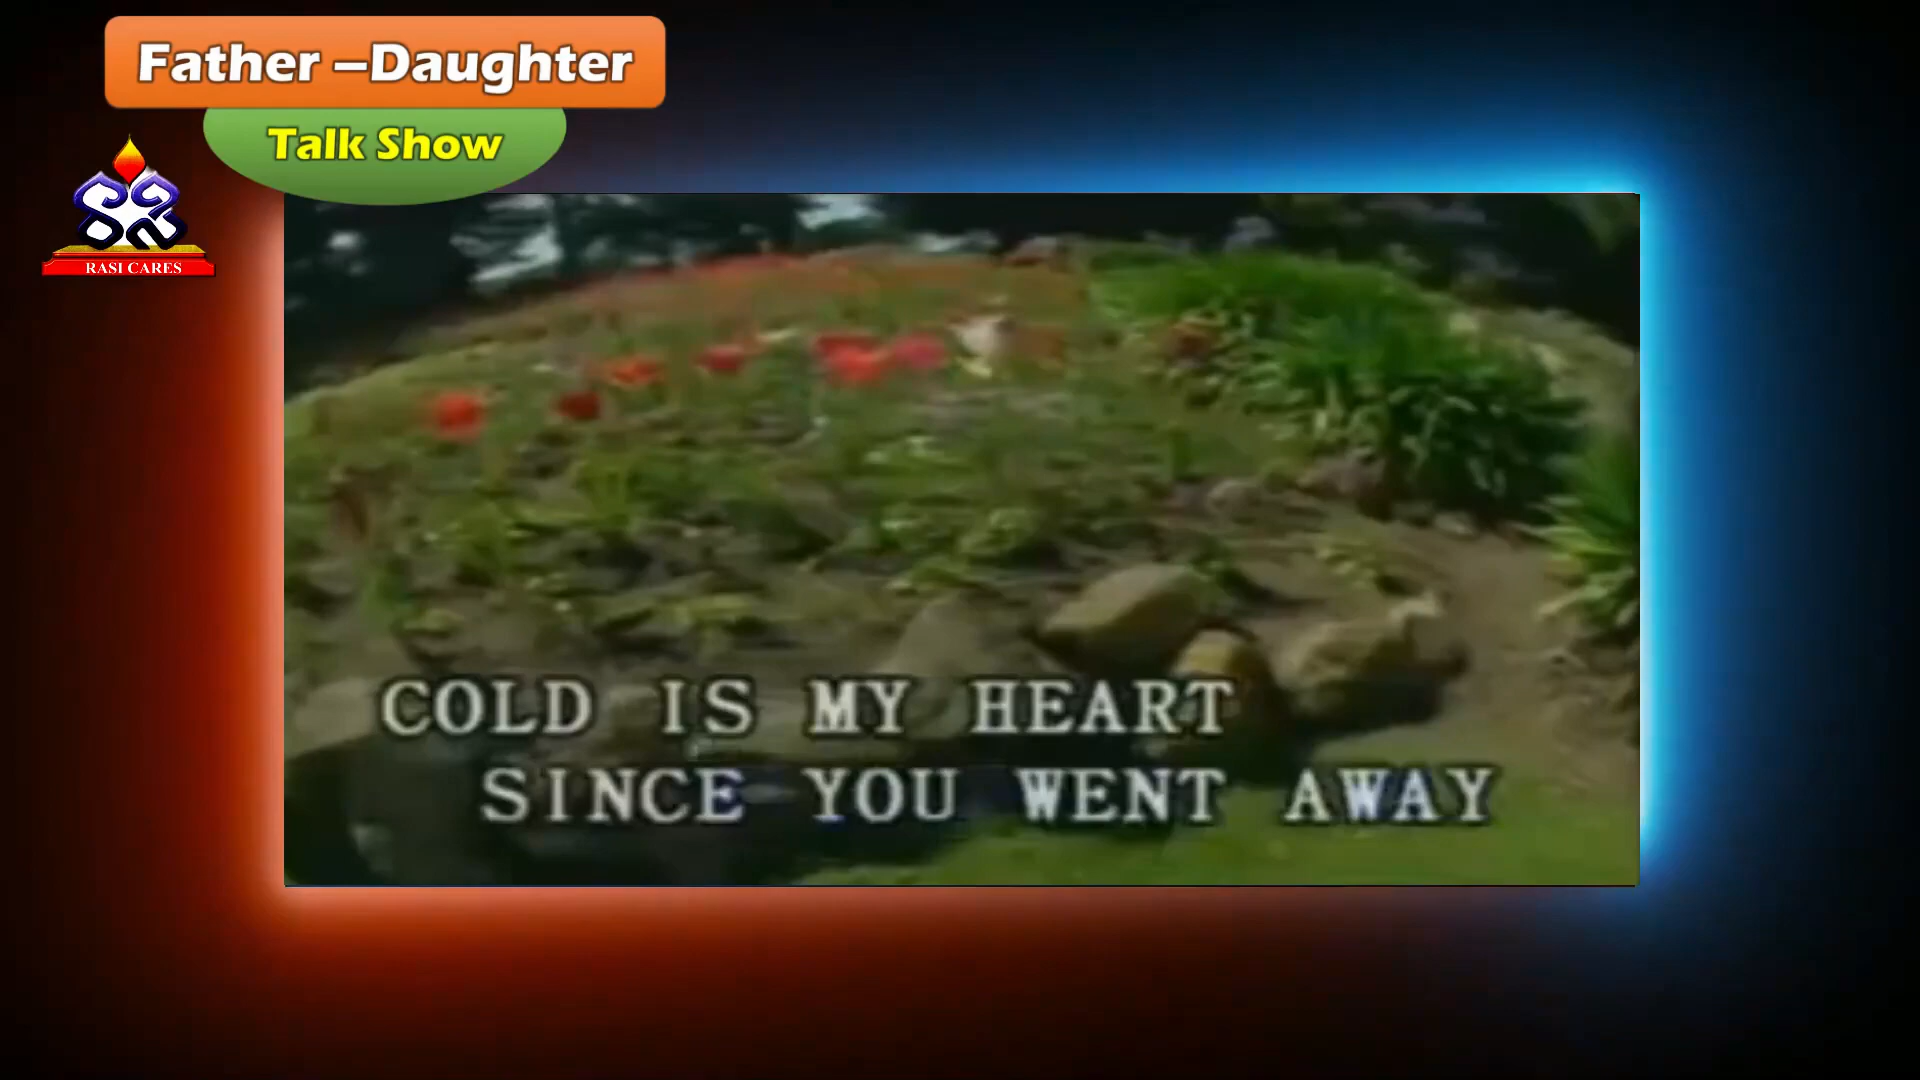 Father –Daughter
Talk Show
RASI CARES
COLD IS MY HEART
SINCE YOU WENT AWAY